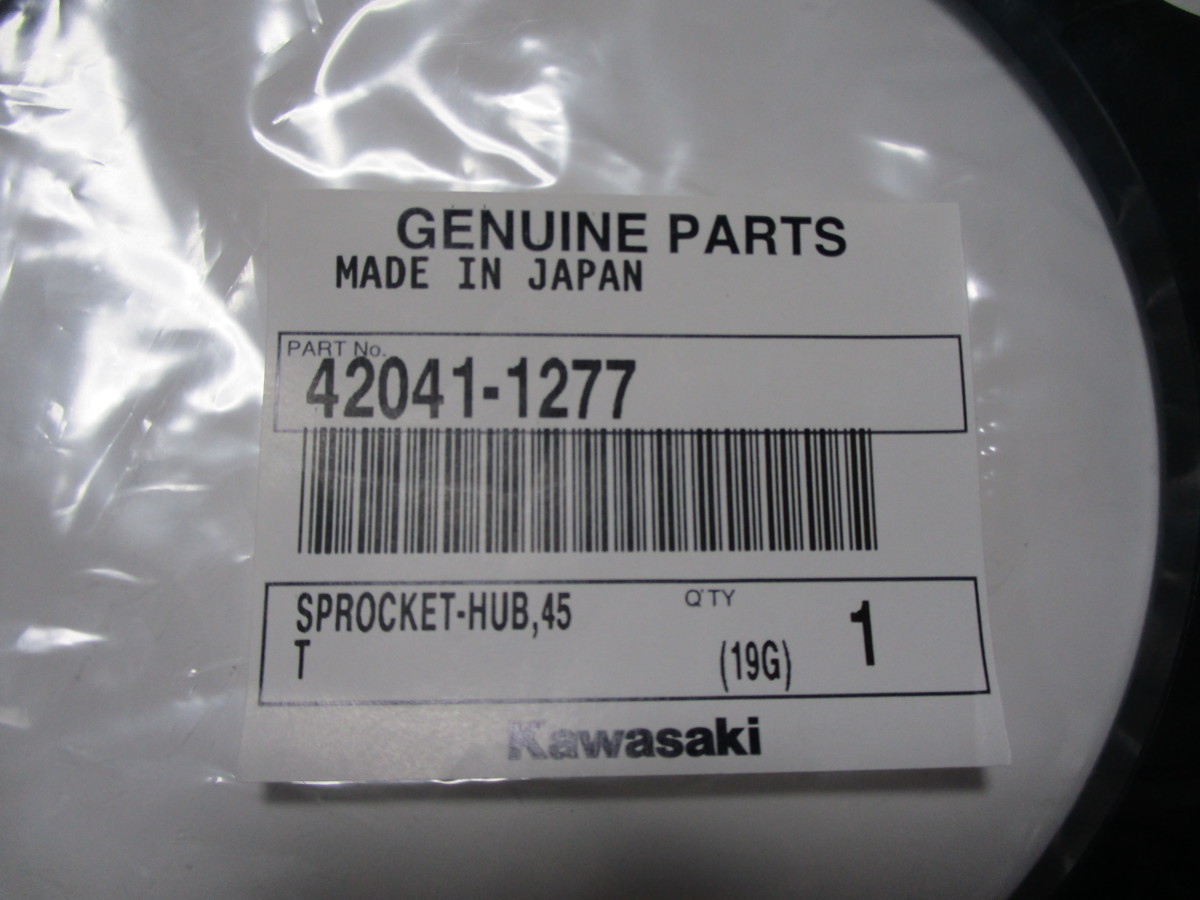 GENUINE PARTS
MADE IN JAPAN
PART No.
42041-1277
SPROCKET-HUB,45
Q'TY
T
(19G)
1
Kawasaki